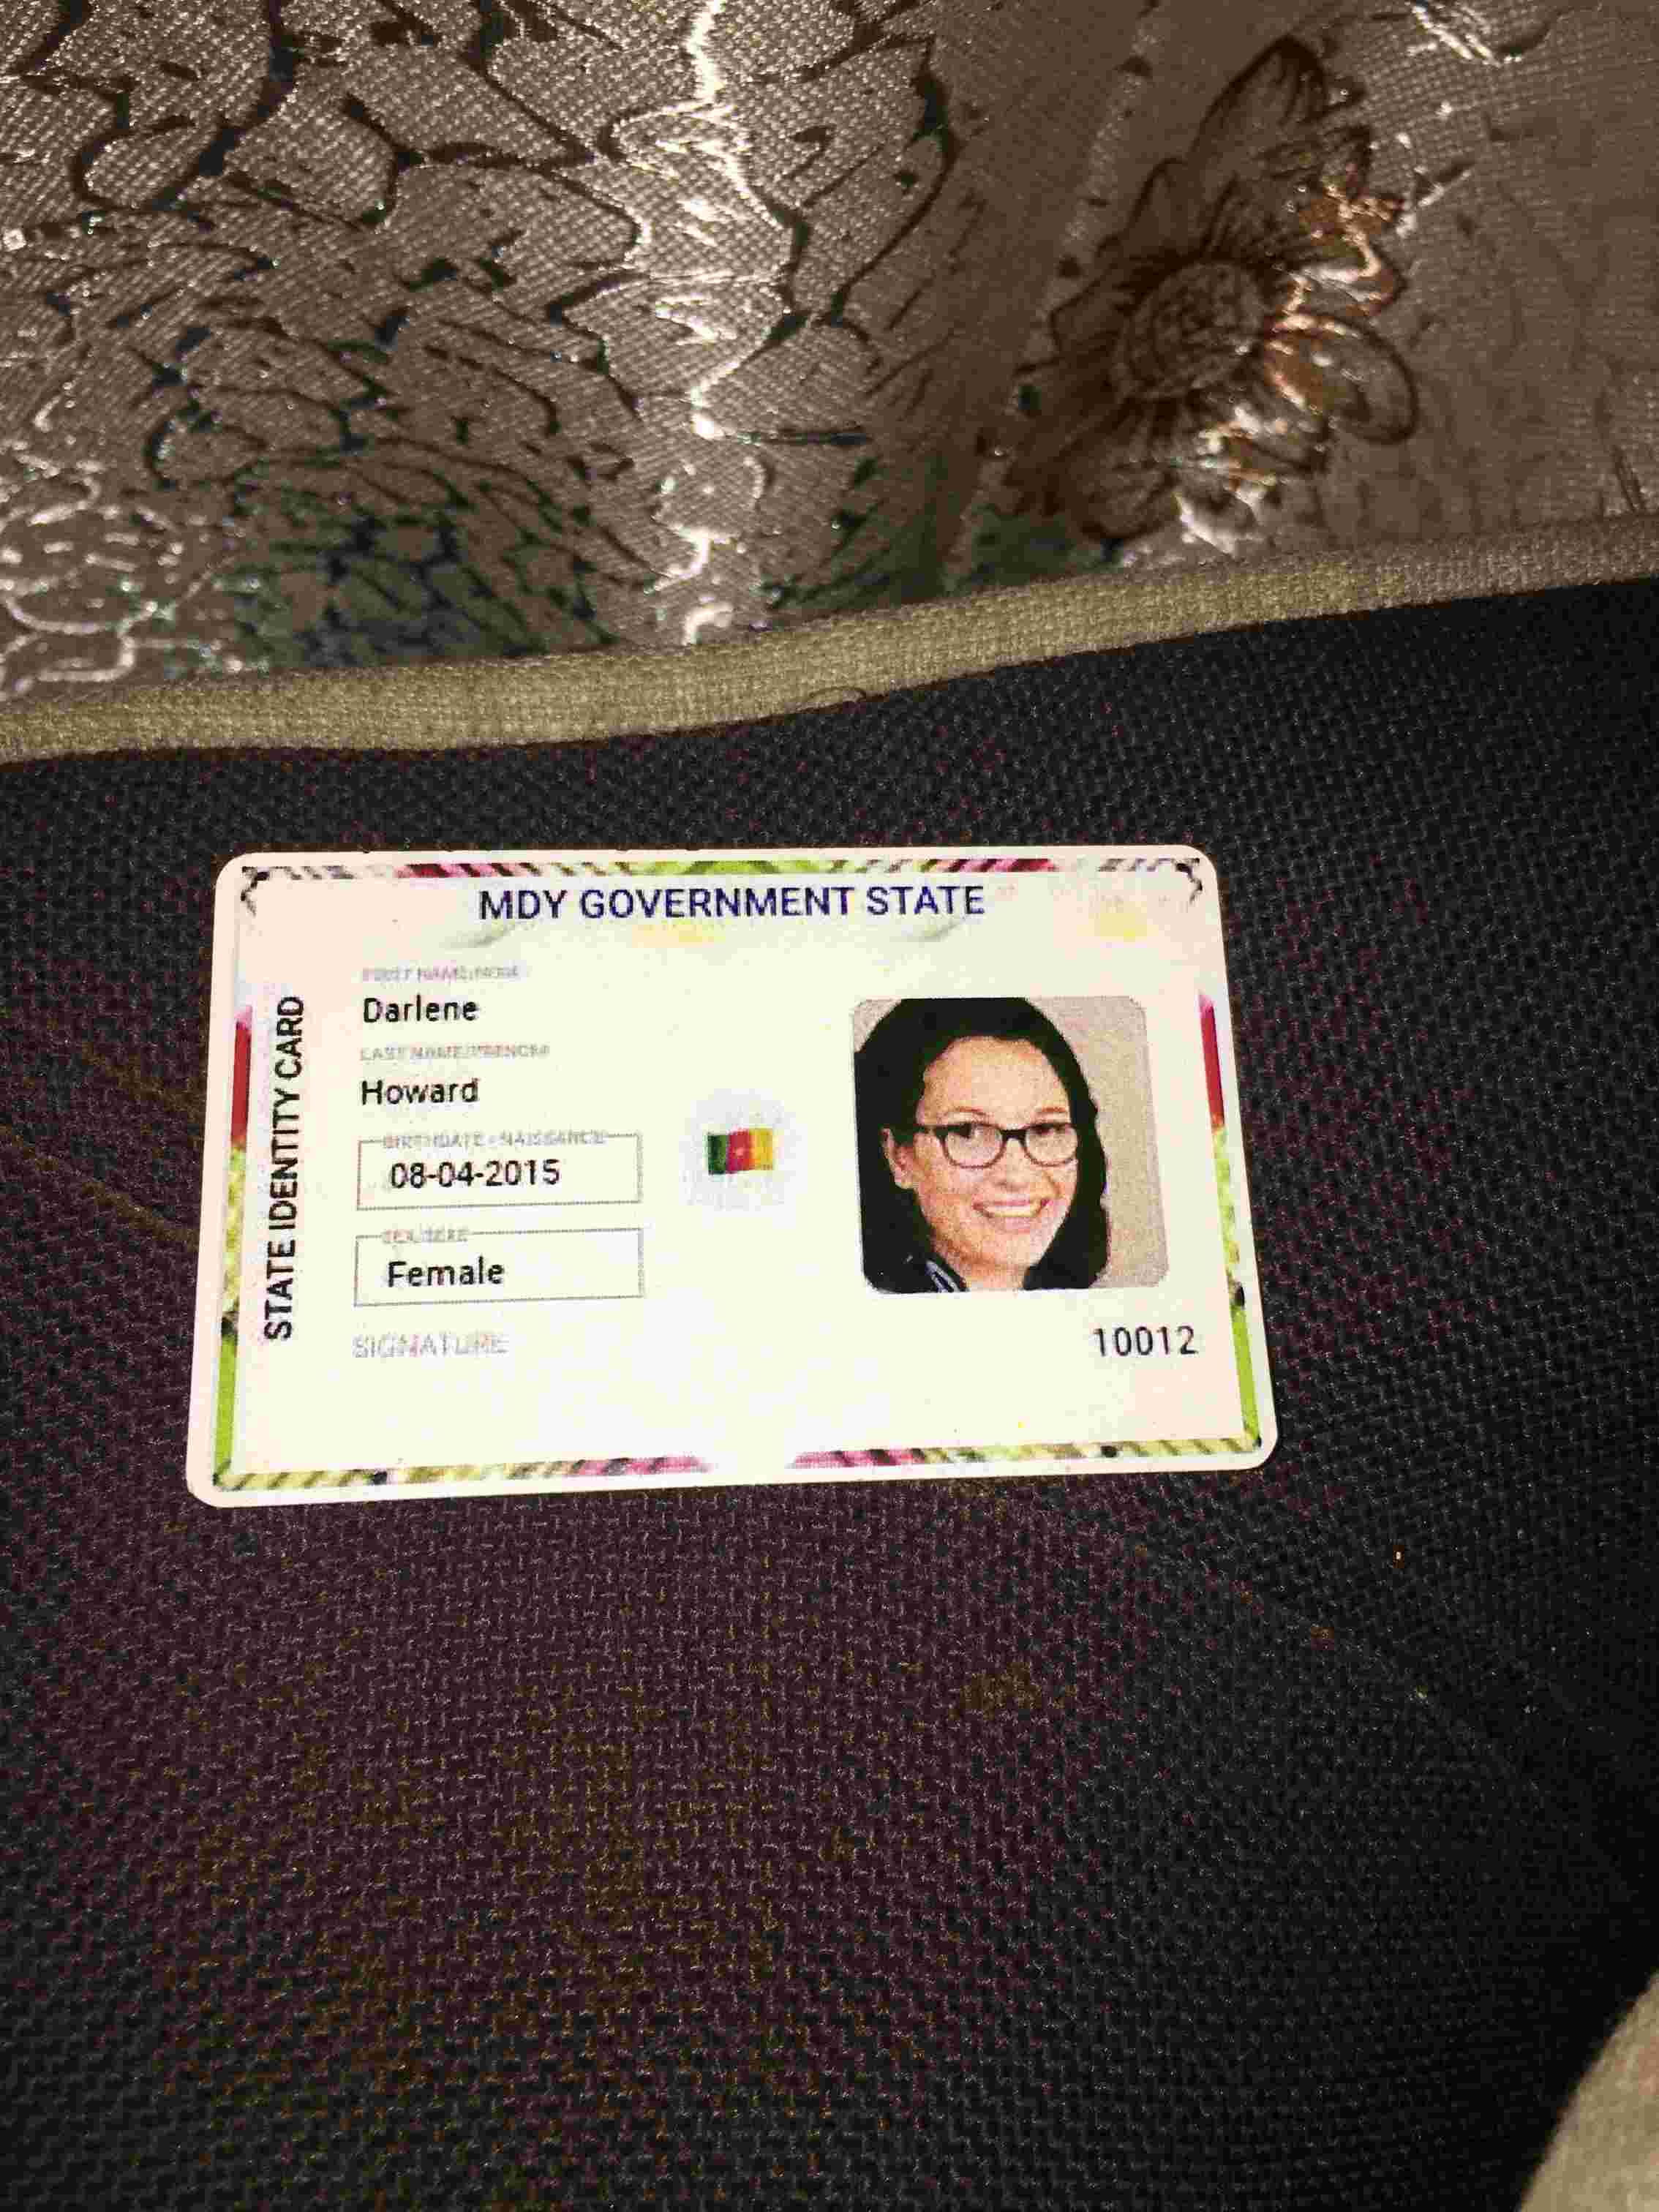 MDY GOVERNMENT STATE
STATE IDENTITY CARD
FIRST NAME/NOM
Darlene
LAST NAME/PRENOM
Howard
BIRTHDATE - NAISSANCE
08-04-2015
SEX/SEXE
Female
SIGNATURE
10012